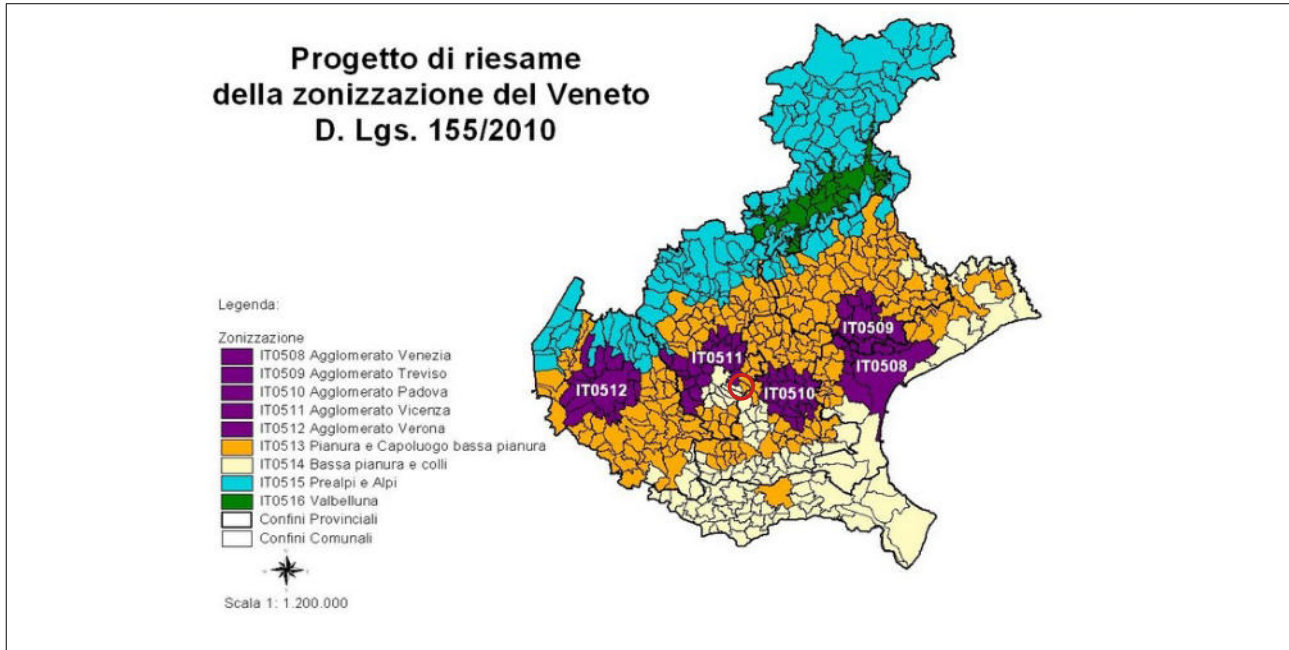 Progetto di riesame
della zonizzazione del Veneto
D. Lgs. 155/2010
Legenda:
Zonizzazione
IT0508 Agglomerato Venezia
IT0509 Agglomerato Treviso
IT0510 Agglomerato Padova
IT0511 Agglomerato Vicenza
IT0512 Agglomerato Verona
IT0513 Pianura e Capoluogo bassa pianura
IT0514 Bassa pianura e colli
IT0515 Prealpi e Alpi
IT0516 Valbelluna
Confini Provinciali
Confini Comunali
Scala 1: 1.200.000
IT0509
IT0511
IT0508
IT0512
IT0510